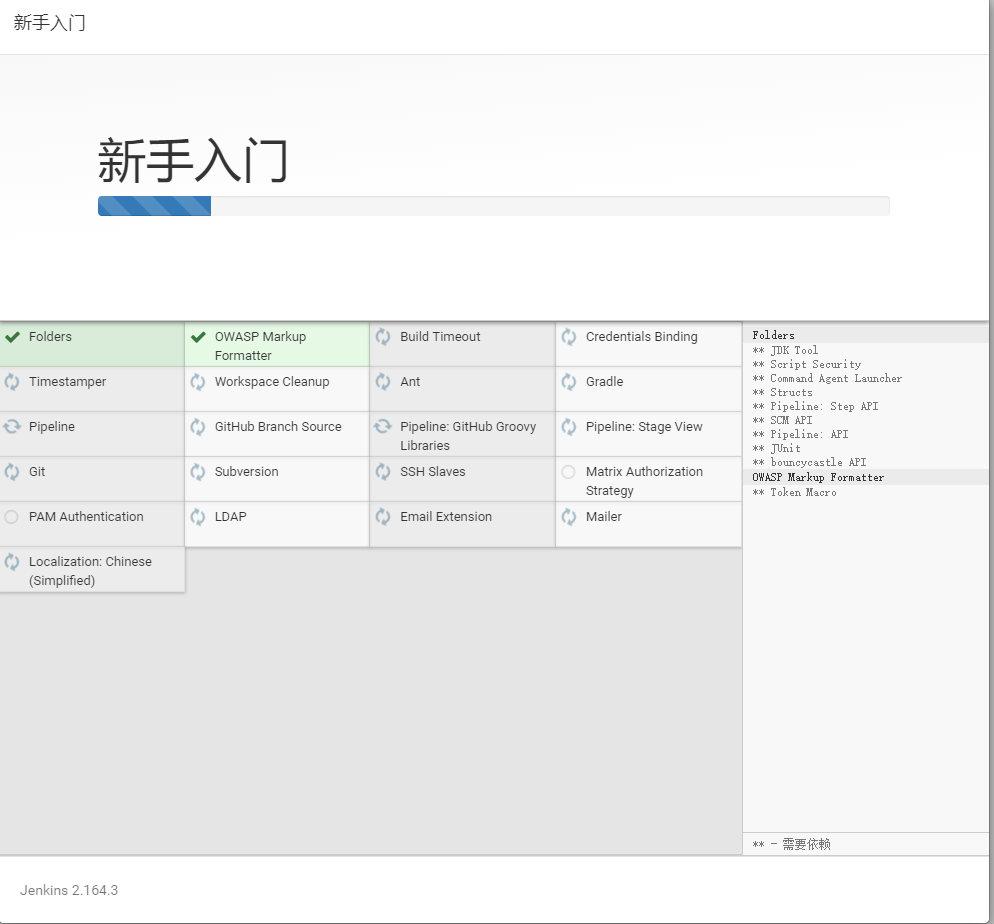 新手入门
新手入门
Folders
OWASP Markup
Formatter
Build Timeout
Credentials Binding
Timestamper
Workspace Cleanup
Ant
Gradle
Pipeline
GitHub Branch Source
Pipeline: GitHub Groovy
Libraries
Pipeline: Stage View
Git
Subversion
SSH Slaves
Matrix Authorization
Strategy
PAM Authentication
LDAP
Email Extension
Mailer
Localization: Chinese
(Simplified)
Folders
** JDK Tool
** Script Security
** Command Agent Launcher
** Structs
** Pipeline: Step API
** SCM API
** Pipeline: API
** JUnit
** bouncycastle API
OWASP Markup Formatter
** Token Macro
** - 需要依赖
Jenkins 2.164.3